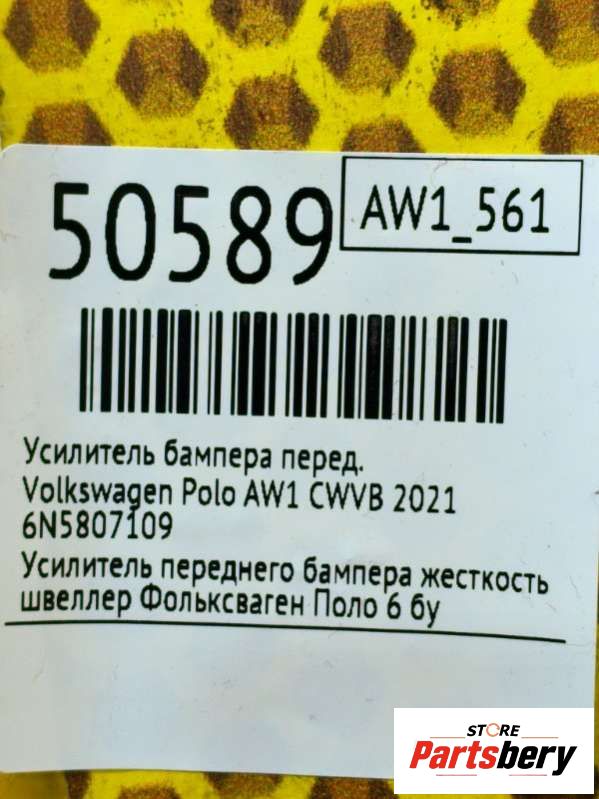 50589
AW1_561
Усилитель бампера перед.
Volkswagen Polo AW1 CWVB 2021
6N5807109
Усилитель переднего бампера жесткость
швеллер Фольксваген Поло 6 бу
STORE
Partsbery